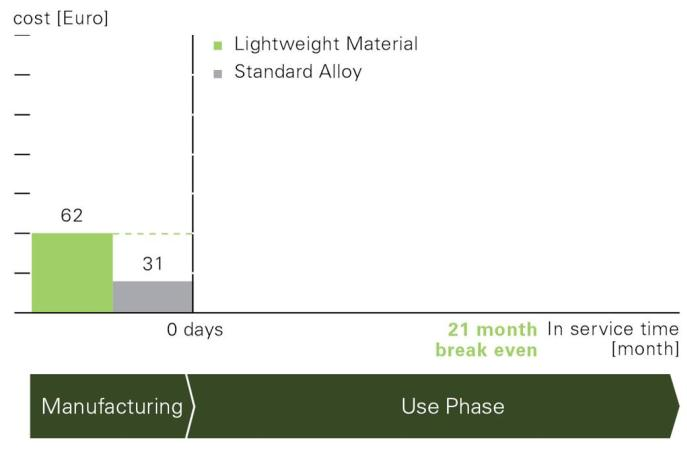 cost [Euro]
Lightweight Material
Standard Alloy
62
31
0 days
21 month
break even
In service time
[month]
Manufacturing
Use Phase